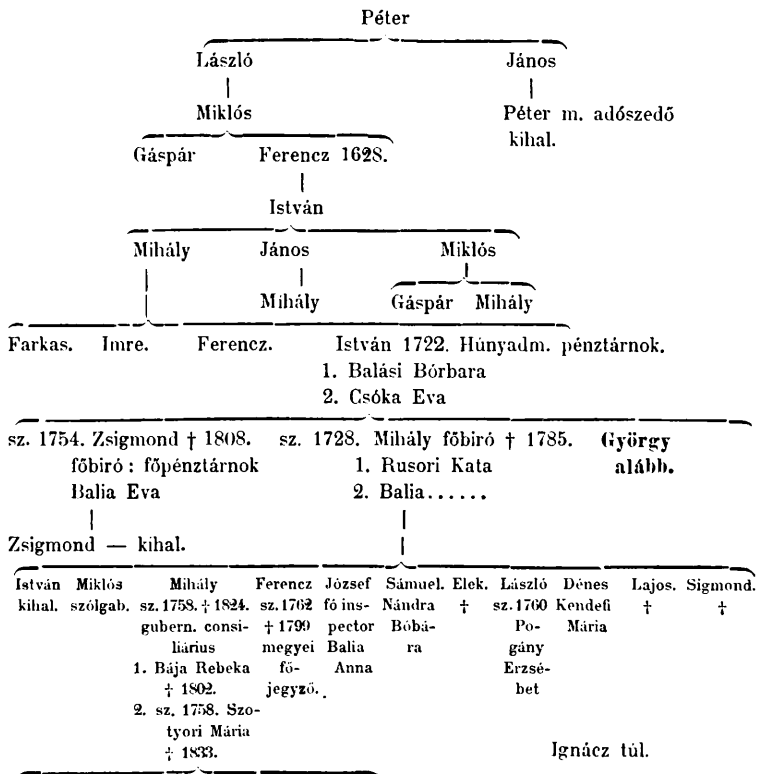 Péter
László János
Miklós Péter m. adószedő
kihal.
Gáspár Ferencz 1628.
István
Mihály János Miklós
Mihály Gáspár Mihály
Farkas. Imre. Ferencz. István 1722. Húnyadm. pénztárnok.
1. Balási Bórbara
2. Csóka Eva
sz. 1754. Zsigmond † 1808. sz. 1728. Mihály főbiró † 1785. György
főbiró : főpénztárnok 1. Rusori Kata alább.
Balia Eva 2. Balia......
Zsigmond — kihal.
István Miklós Mihály Ferencz József Sámuel. Elek. László Dénes Lajos. Sigmond.
kihal. szólgab. sz. 1758. † 1824. sz. 1762 fő ins- Nándra † sz. 1760 Kendefi † †
gubern. consi- † 1799 pector Bóbá- Po- Mária
liárius megyei Balia ra gány
1. Bája Rebeka fő- Anna Erzsé-
† 1802. jegyző. bet
2. sz. 1758. Szo-
tyori Mária
† 1833. Ignácz túl.